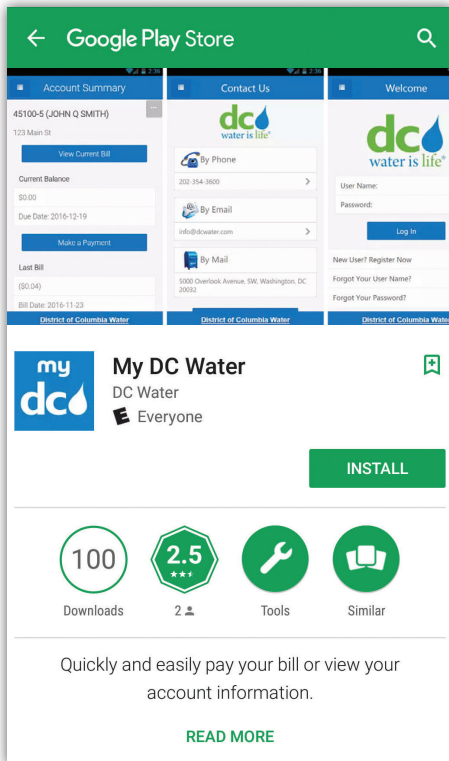 Google Play Store
2:36
Account Summary
45100-5 (JOHN Q SMITH)
123 Main St
View Current Bill
Current Balance
$0.00
Due Date: 2016-12-19
Make a Payment
Last Bill
($0.04)
Bill Date: 2016-11-23
District of Columbia Water
2:36
Contact Us
dc
water is life®
By Phone
202-354-3600
By Email
info@dcwater.com
By Mail
5000 Overlook Avenue, SW, Washington, DC
20032
District of Columbia Water
Welcome
dc
water is life®
User Name:
Password:
Log In
New User? Register Now
Forgot Your User Name?
Forgot Your Password?
District of Columbia Water
my
dc
My DC Water
DC Water
E Everyone
INSTALL
100
Downloads
2.5
2
Tools
Similar
Quickly and easily pay your bill or view your
account information.
READ MORE